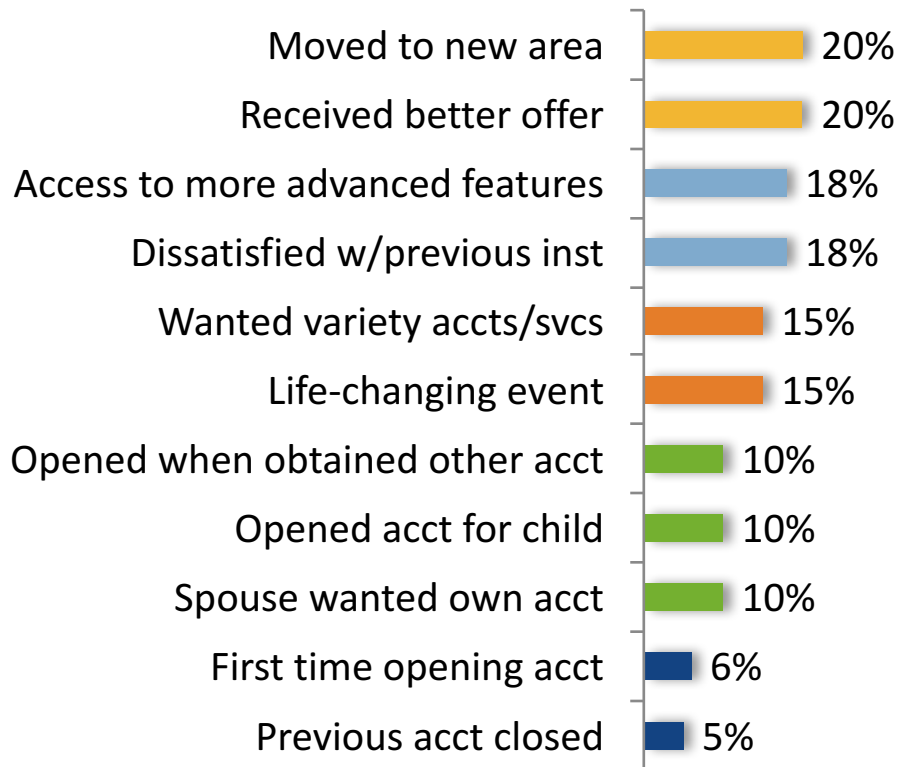 Moved to new area 20%
Received better offer 20%
Access to more advanced features 18%
Dissatisfied w/previous inst 18%
Wanted variety accts/svcs 15%
Life-changing event 15%
Opened when obtained other acct 10%
Opened acct for child 10%
Spouse wanted own acct 10%
First time opening acct 6%
Previous acct closed 5%